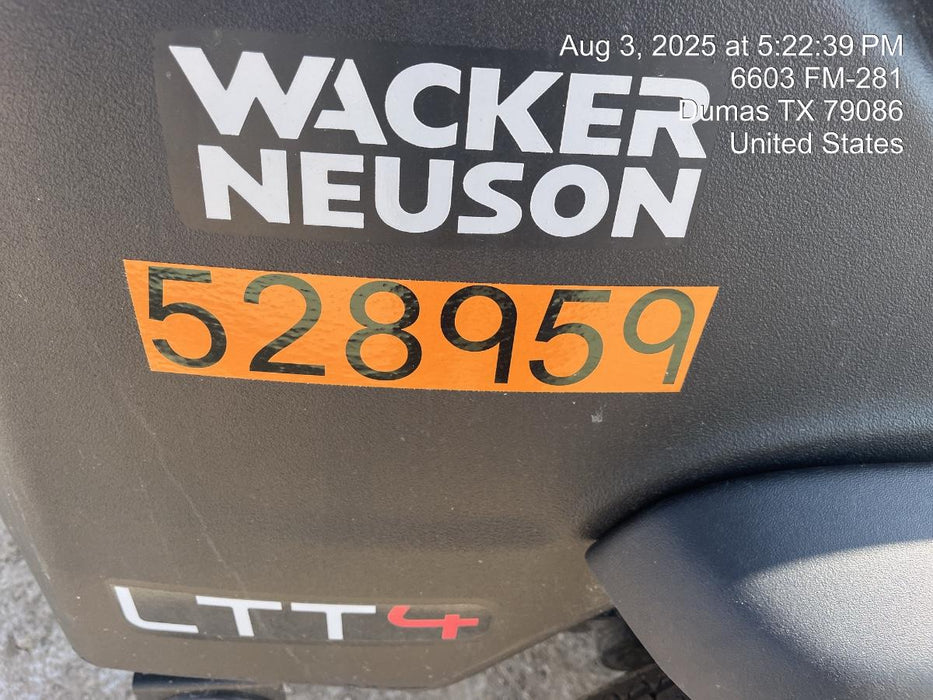 Aug 3, 2025 at 5:22:39 PM
6603 FM-281
Dumas TX 79086
United States
WACKER
NEUSON
528959
LTT4